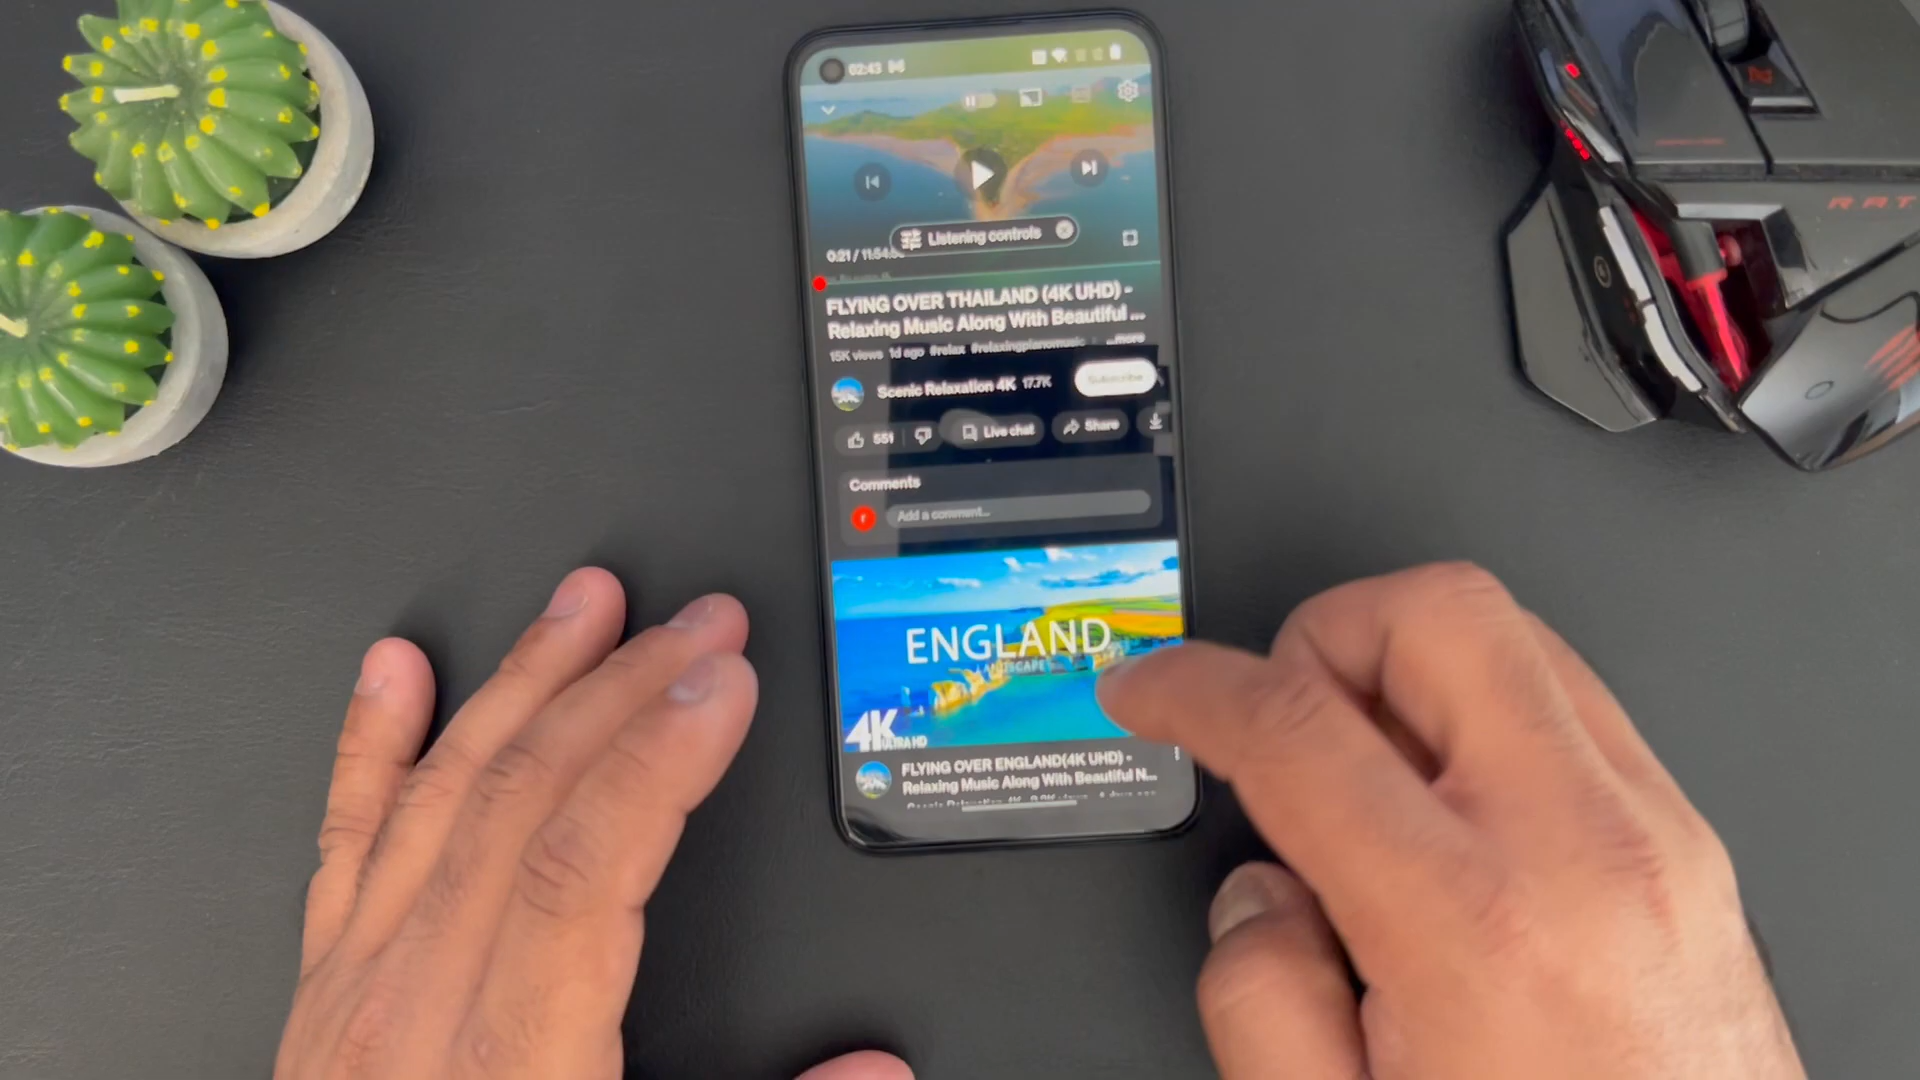 02:43
Listening controls
0:21 / 11:54:
FLYING OVER THAILAND (4K UHD) -
Relaxing Music Along With Beautiful ...
15K views 1d ago #relax #relaxingpianomusic ...more
Scenic Relaxation 4K 17.7K Subscribe
551 Live chat Share
Comments
r Add a comment...
ENGLAND
LANDSCAPE
4K ULTRA HD
FLYING OVER ENGLAND(4K UHD) -
Relaxing Music Along With Beautiful N...
RAT